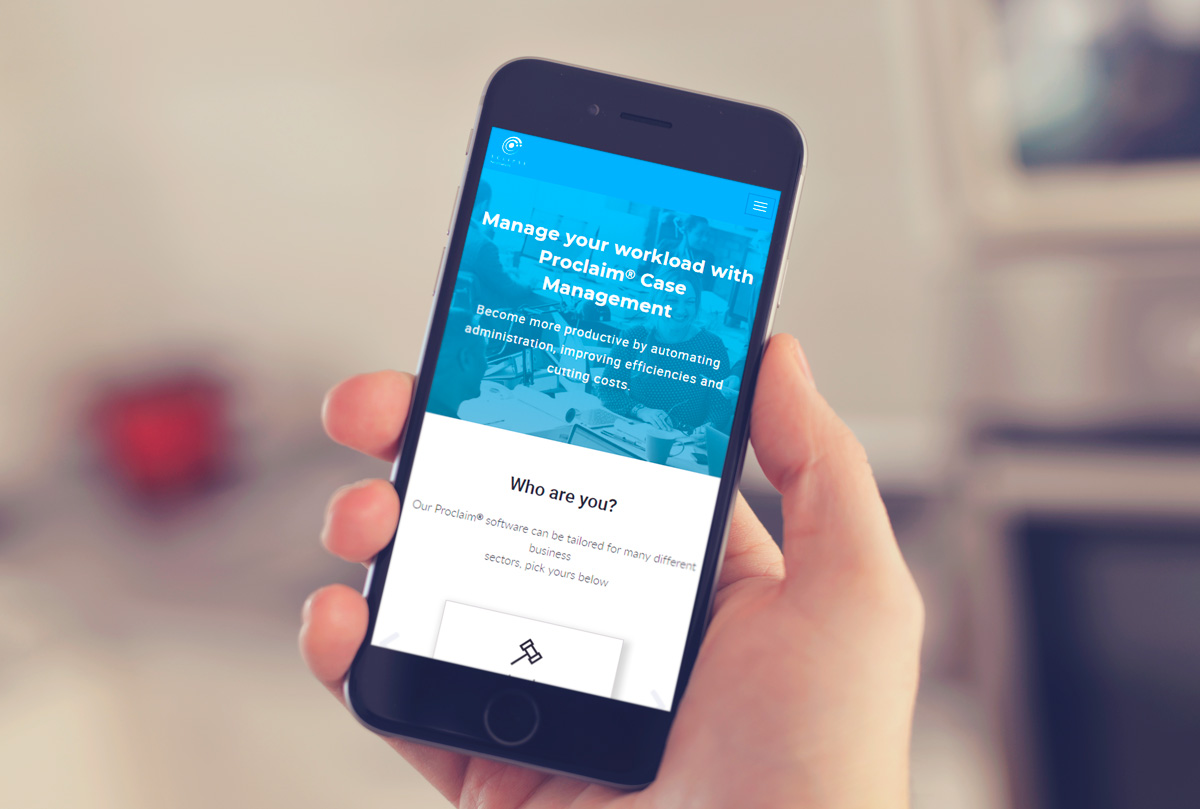 Manage your workload with
Proclaim® Case
Management
Become more productive by automating
administration, improving efficiencies and
cutting costs.
Who are you?
Our Proclaim® software can be tailored for many different
business
sectors, pick yours below